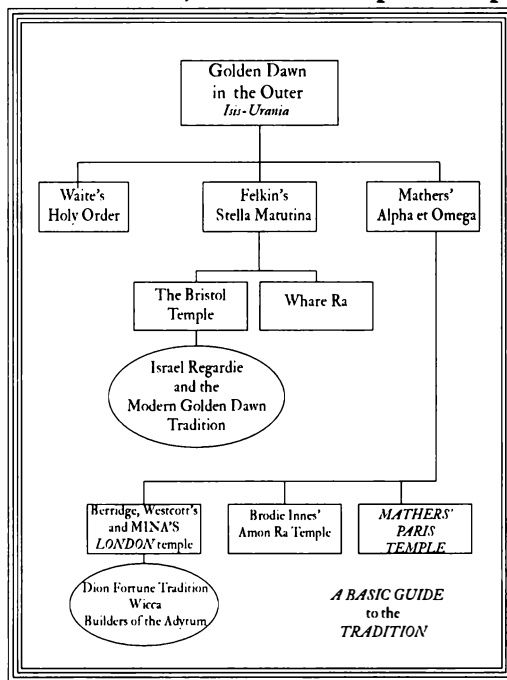 Golden Dawn
in the Outer
Isis-Urania
Waite's
Holy Order
Felkin's
Stella Matutina
Mathers'
Alpha et Omega
The Bristol
Temple
Whare Ra
Israel Regardie
and the
Modern Golden Dawn
Tradition
Berridge, Westcott's
and MINA'S
LONDON temple
Brodie Innes'
Amon Ra Temple
MATHERS'
PARIS
TEMPLE
Dion Fortune Tradition
Wicca
Builders of the Adytum
A BASIC GUIDE
to the
TRADITION